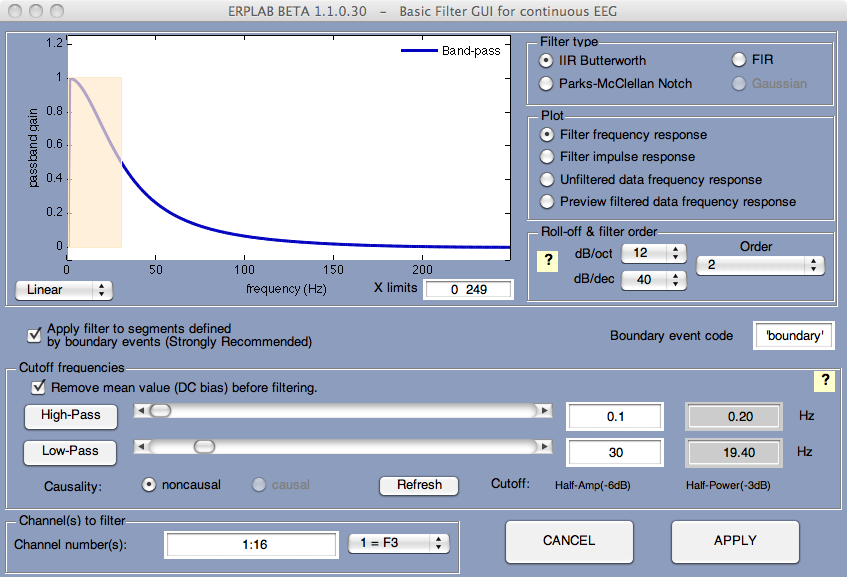 ERPLAB BETA 1.1.0.30 - Basic Filter GUI for continuous EEG
1.2
1
0.8
0.6
0.4
0.2
0
passband gain
Band-pass
0
50
100
150
200
frequency (Hz)
Linear
X limits
0 249
Filter type
IIR Butterworth
FIR
Parks-McClellan Notch
Gaussian
Plot
Filter frequency response
Filter impulse response
Unfiltered data frequency response
Preview filtered data frequency response
Roll-off & filter order
?
dB/oct
12
dB/dec
40
Order
2
Apply filter to segments defined
by boundary events (Strongly Recommended)
Boundary event code
'boundary'
Cutoff frequencies
?
Remove mean value (DC bias) before filtering.
High-Pass
0.1
0.20
Hz
Low-Pass
30
19.40
Hz
Causality:
noncausal
causal
Refresh
Cutoff:
Half-Amp(-6dB)
Half-Power(-3dB)
Channel(s) to filter
Channel number(s):
1:16
1 = F3
CANCEL
APPLY